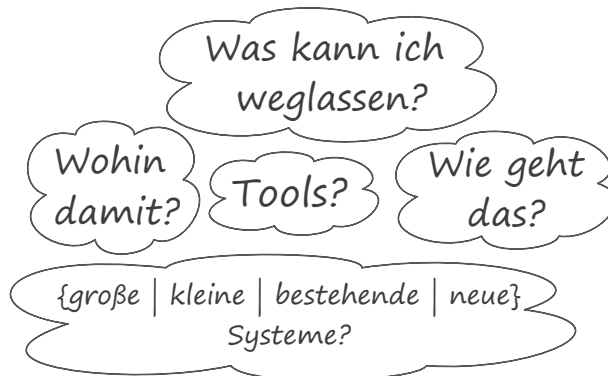 Was kann ich
weglassen?
Wohin
damit?
Tools?
Wie geht
das?
{große | kleine | bestehende | neue}
Systeme?